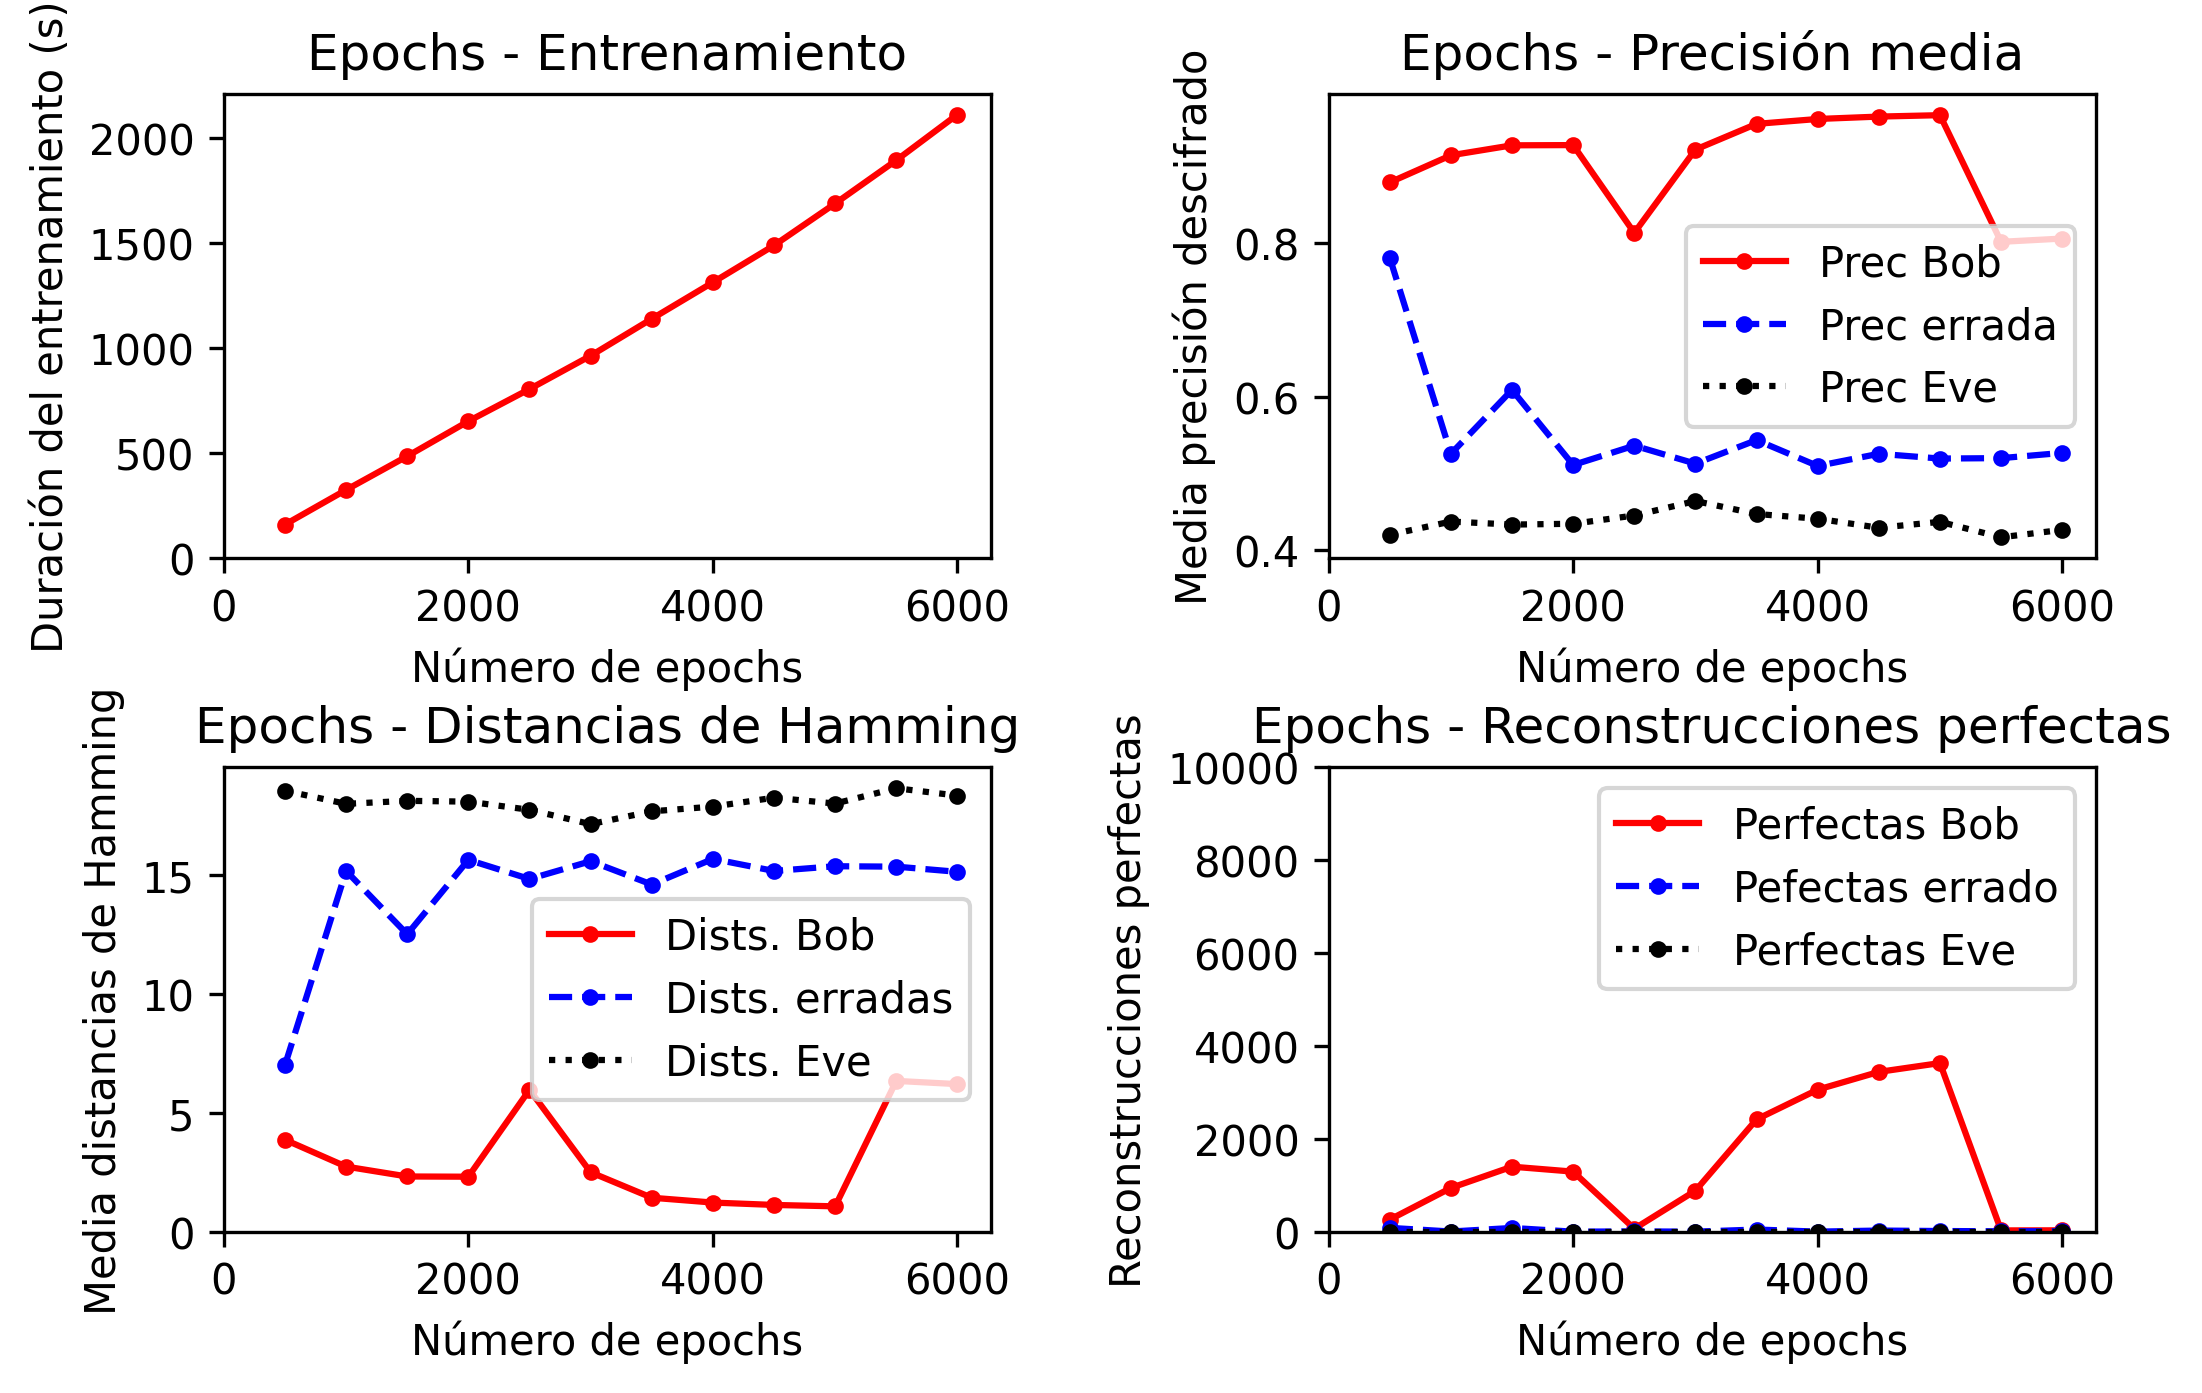 Epochs - Entrenamiento
Duración del entrenamiento (s)
2000
1500
1000
500
0
0 2000 4000 6000
Número de epochs
Epochs - Precisión media
Media precisión descifrado
0.8
0.6
0.4
Prec Bob
Prec errada
Prec Eve
0 2000 4000 6000
Número de epochs
Epochs - Distancias de Hamming
Media distancias de Hamming
15
10
5
0
Dists. Bob
Dists. erradas
Dists. Eve
0 2000 4000 6000
Número de epochs
Epochs - Reconstrucciones perfectas
Reconstrucciones perfectas
10000
8000
6000
4000
2000
0
Perfectas Bob
Pefectas errado
Perfectas Eve
0 2000 4000 6000
Número de epochs